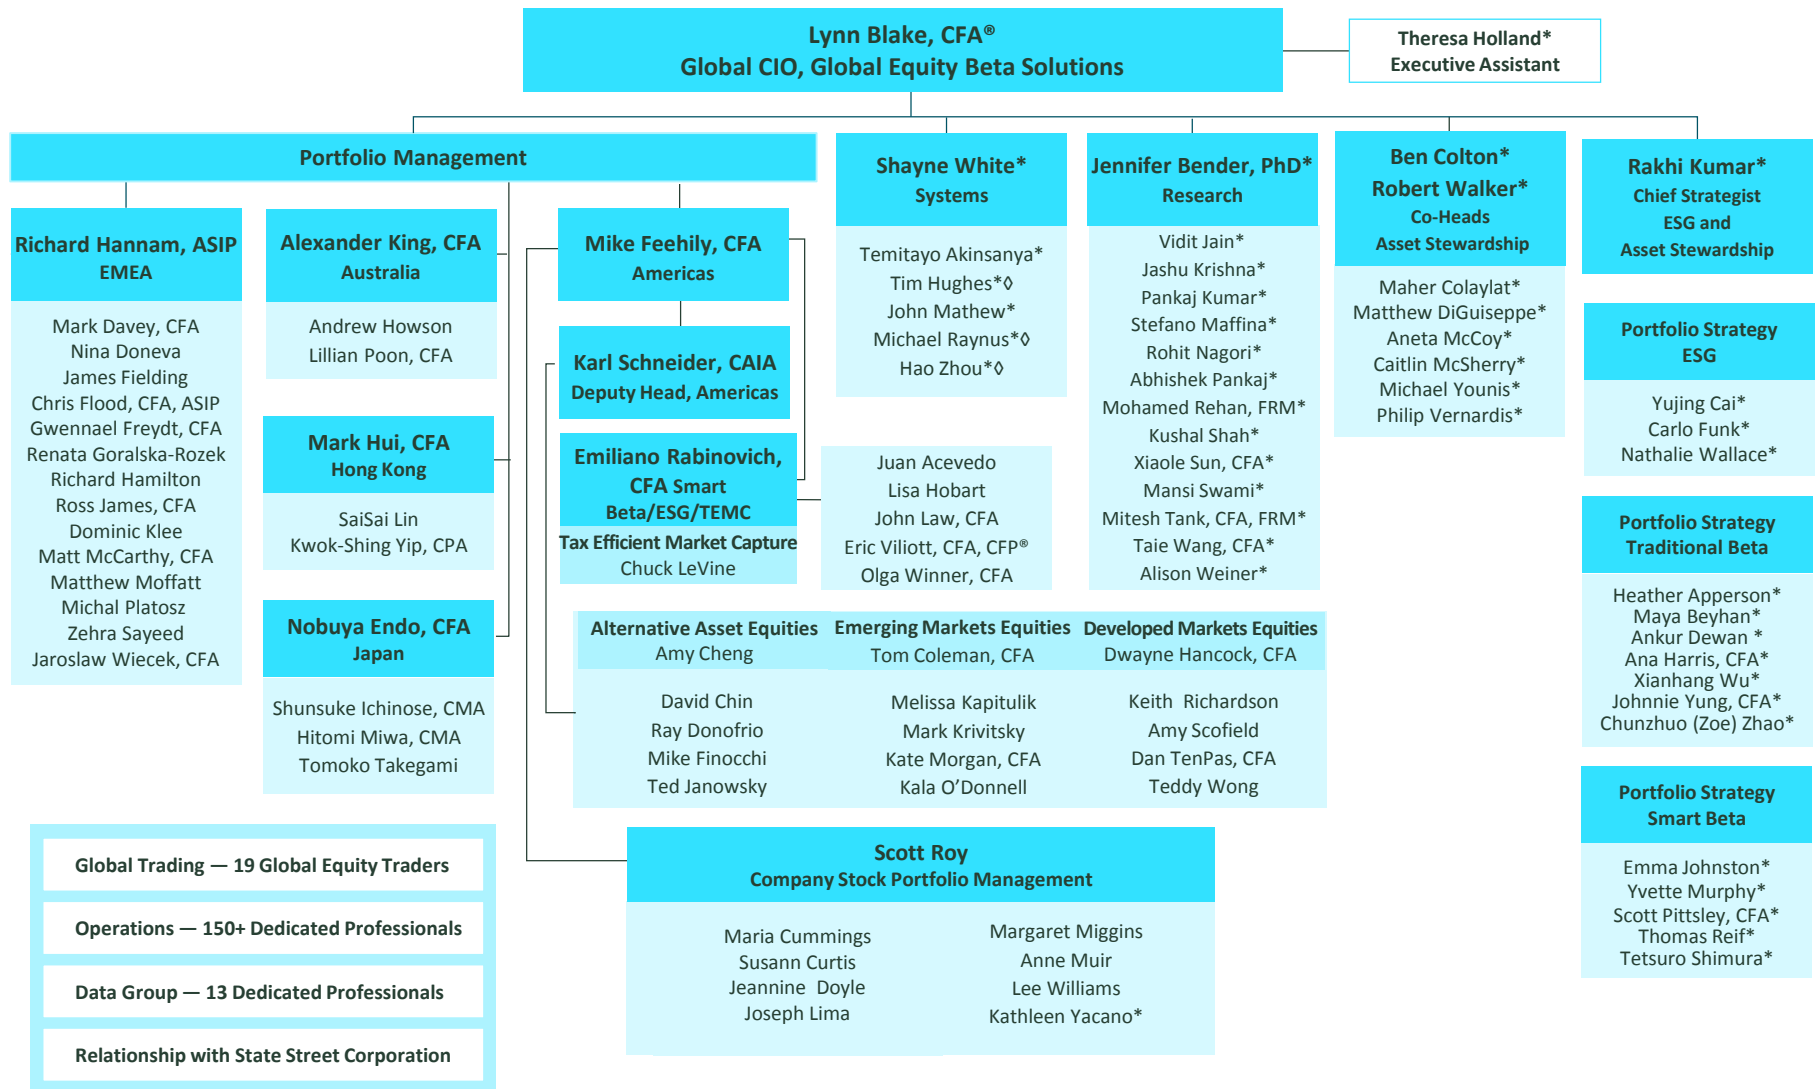 Lynn Blake, CFA®
Global CIO, Global Equity Beta Solutions
Theresa Holland*
Executive Assistant
Portfolio Management
Richard Hannam, ASIP
EMEA
Mark Davey, CFA
Nina Doneva
James Fielding
Chris Flood, CFA, ASIP
Gwennael Freydt, CFA
Renata Goralska-Rozek
Richard Hamilton
Ross James, CFA
Dominic Klee
Matt McCarthy, CFA
Matthew Moffatt
Michal Platosz
Zehra Sayeed
Jaroslaw Wiecek, CFA
Alexander King, CFA
Australia
Andrew Howson
Lillian Poon, CFA
Mark Hui, CFA
Hong Kong
SaiSai Lin
Kwok-Shing Yip, CPA
Nobuya Endo, CFA
Japan
Shunsuke Ichinose, CMA
Hitomi Miwa, CMA
Tomoko Takegami
Mike Feehily, CFA
Americas
Karl Schneider, CAIA
Deputy Head, Americas
Emiliano Rabinovich,
CFA Smart
Beta/ESG/TEMC
Tax Efficient Market Capture
Chuck LeVine
Juan Acevedo
Lisa Hobart
John Law, CFA
Eric Viliott, CFA, CFP®
Olga Winner, CFA
Alternative Asset Equities
Amy Cheng
David Chin
Ray Donofrio
Mike Finocchi
Ted Janowsky
Emerging Markets Equities
Tom Coleman, CFA
Melissa Kapitulik
Mark Krivitsky
Kate Morgan, CFA
Kala O’Donnell
Developed Markets Equities
Dwayne Hancock, CFA
Keith Richardson
Amy Scofield
Dan TenPas, CFA
Teddy Wong
Scott Roy
Company Stock Portfolio Management
Maria Cummings
Susann Curtis
Jeannine Doyle
Joseph Lima
Margaret Miggins
Anne Muir
Lee Williams
Kathleen Yacano*
Shayne White*
Systems
Temitayo Akinsanya*
Tim Hughes*◊
John Mathew*
Michael Raynus*◊
Hao Zhou*◊
Jennifer Bender, PhD*
Research
Vidit Jain*
Jashu Krishna*
Pankaj Kumar*
Stefano Maffina*
Rohit Nagori*
Abhishek Pankaj*
Mohamed Rehan, FRM*
Kushal Shah*
Xiaole Sun, CFA*
Mansi Swami*
Mitesh Tank, CFA, FRM*
Taie Wang, CFA*
Alison Weiner*
Ben Colton*
Robert Walker*
Co-Heads
Asset Stewardship
Maher Colaylat*
Matthew DiGuiseppe*
Aneta McCoy*
Caitlin McSherry*
Michael Younis*
Philip Vernardis*
Rakhi Kumar*
Chief Strategist
ESG and
Asset Stewardship
Portfolio Strategy
ESG
Yujing Cai*
Carlo Funk*
Nathalie Wallace*
Portfolio Strategy
Traditional Beta
Heather Apperson*
Maya Beyhan*
Ankur Dewan *
Ana Harris, CFA*
Xianhang Wu*
Johnnie Yung, CFA*
Chunzhuo (Zoe) Zhao*
Portfolio Strategy
Smart Beta
Emma Johnston*
Yvette Murphy*
Scott Pittsley, CFA*
Thomas Reif*
Tetsuro Shimura*
Global Trading — 19 Global Equity Traders
Operations — 150+ Dedicated Professionals
Data Group — 13 Dedicated Professionals
Relationship with State Street Corporation